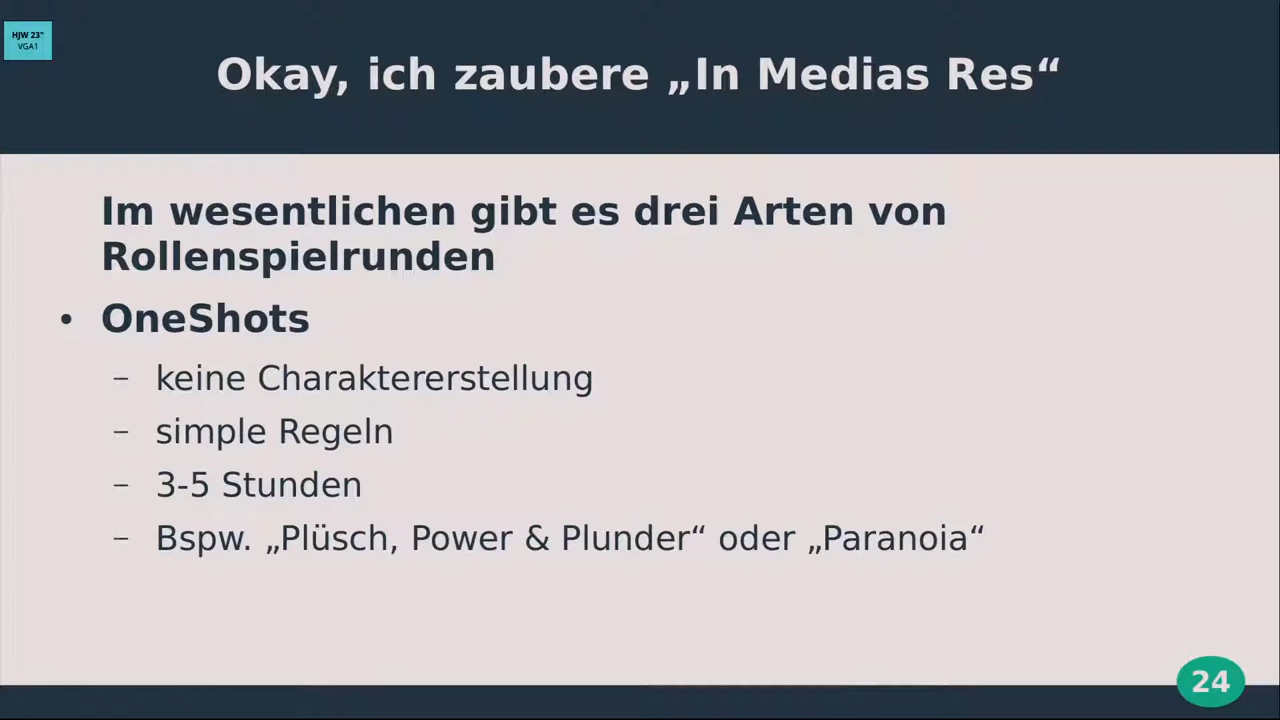 HJW 23"
VGA1
Okay, ich zaubere „In Medias Res“
Im wesentlichen gibt es drei Arten von
Rollenspielrunden
• OneShots
– keine Charaktererstellung
– simple Regeln
– 3-5 Stunden
– Bspw. „Plüsch, Power & Plunder“ oder „Paranoia“
24